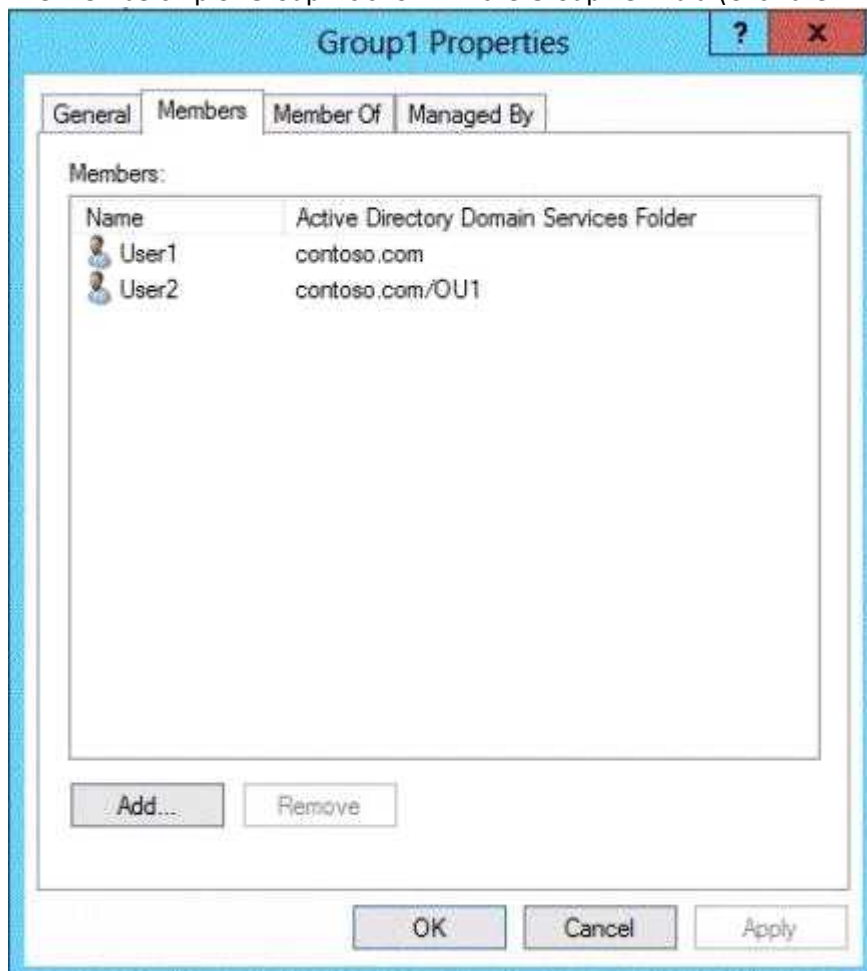 Group1 Properties
?
x
General Members Member Of Managed By
Members:
Name Active Directory Domain Services Folder
User1 contoso.com
User2 contoso.com/OU1
Add... Remove
OK Cancel Apply